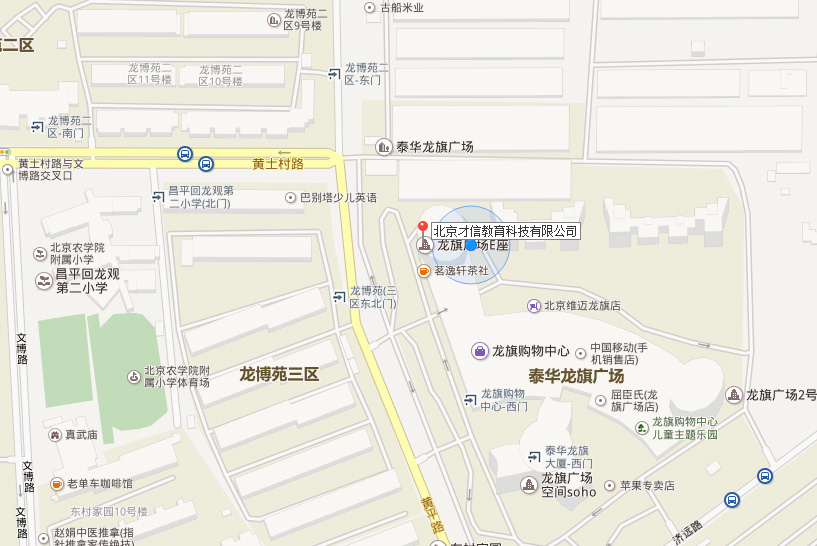 古船米业
龙博苑二
区9号楼
二区
龙博苑二
区11号楼
龙博苑二
区10号楼
龙博苑二
区-东门
龙博苑二
区-南门
泰华龙旗广场
黄土村路
黄土村路与文
博路交叉口
昌平回龙观第
二小学(北门)
巴别塔少儿英语
北京才信教育科技有限公司
龙旗广场E座
北京农学院
附属小学
昌平回龙观
第二小学
茗逸轩茶社
龙博苑(三
区东北门)
北京维迈龙旗店
文博路
龙旗购物中心
中国移动(手
机销售店)
北京农学院附
属小学体育场
龙博苑三区
泰华龙旗广场
龙旗购物
中心-西门
屈臣氏(龙
旗广场店)
龙旗广场2号
龙旗购物中心
儿童主题乐园
真武庙
泰华龙旗
大厦-西门
文博路
老单车咖啡馆
龙旗广场
空间soho
苹果专卖店
黄平路
东村家园10号楼
文博路
济远路
赵娟中医推拿(指
针推拿家传绝技)